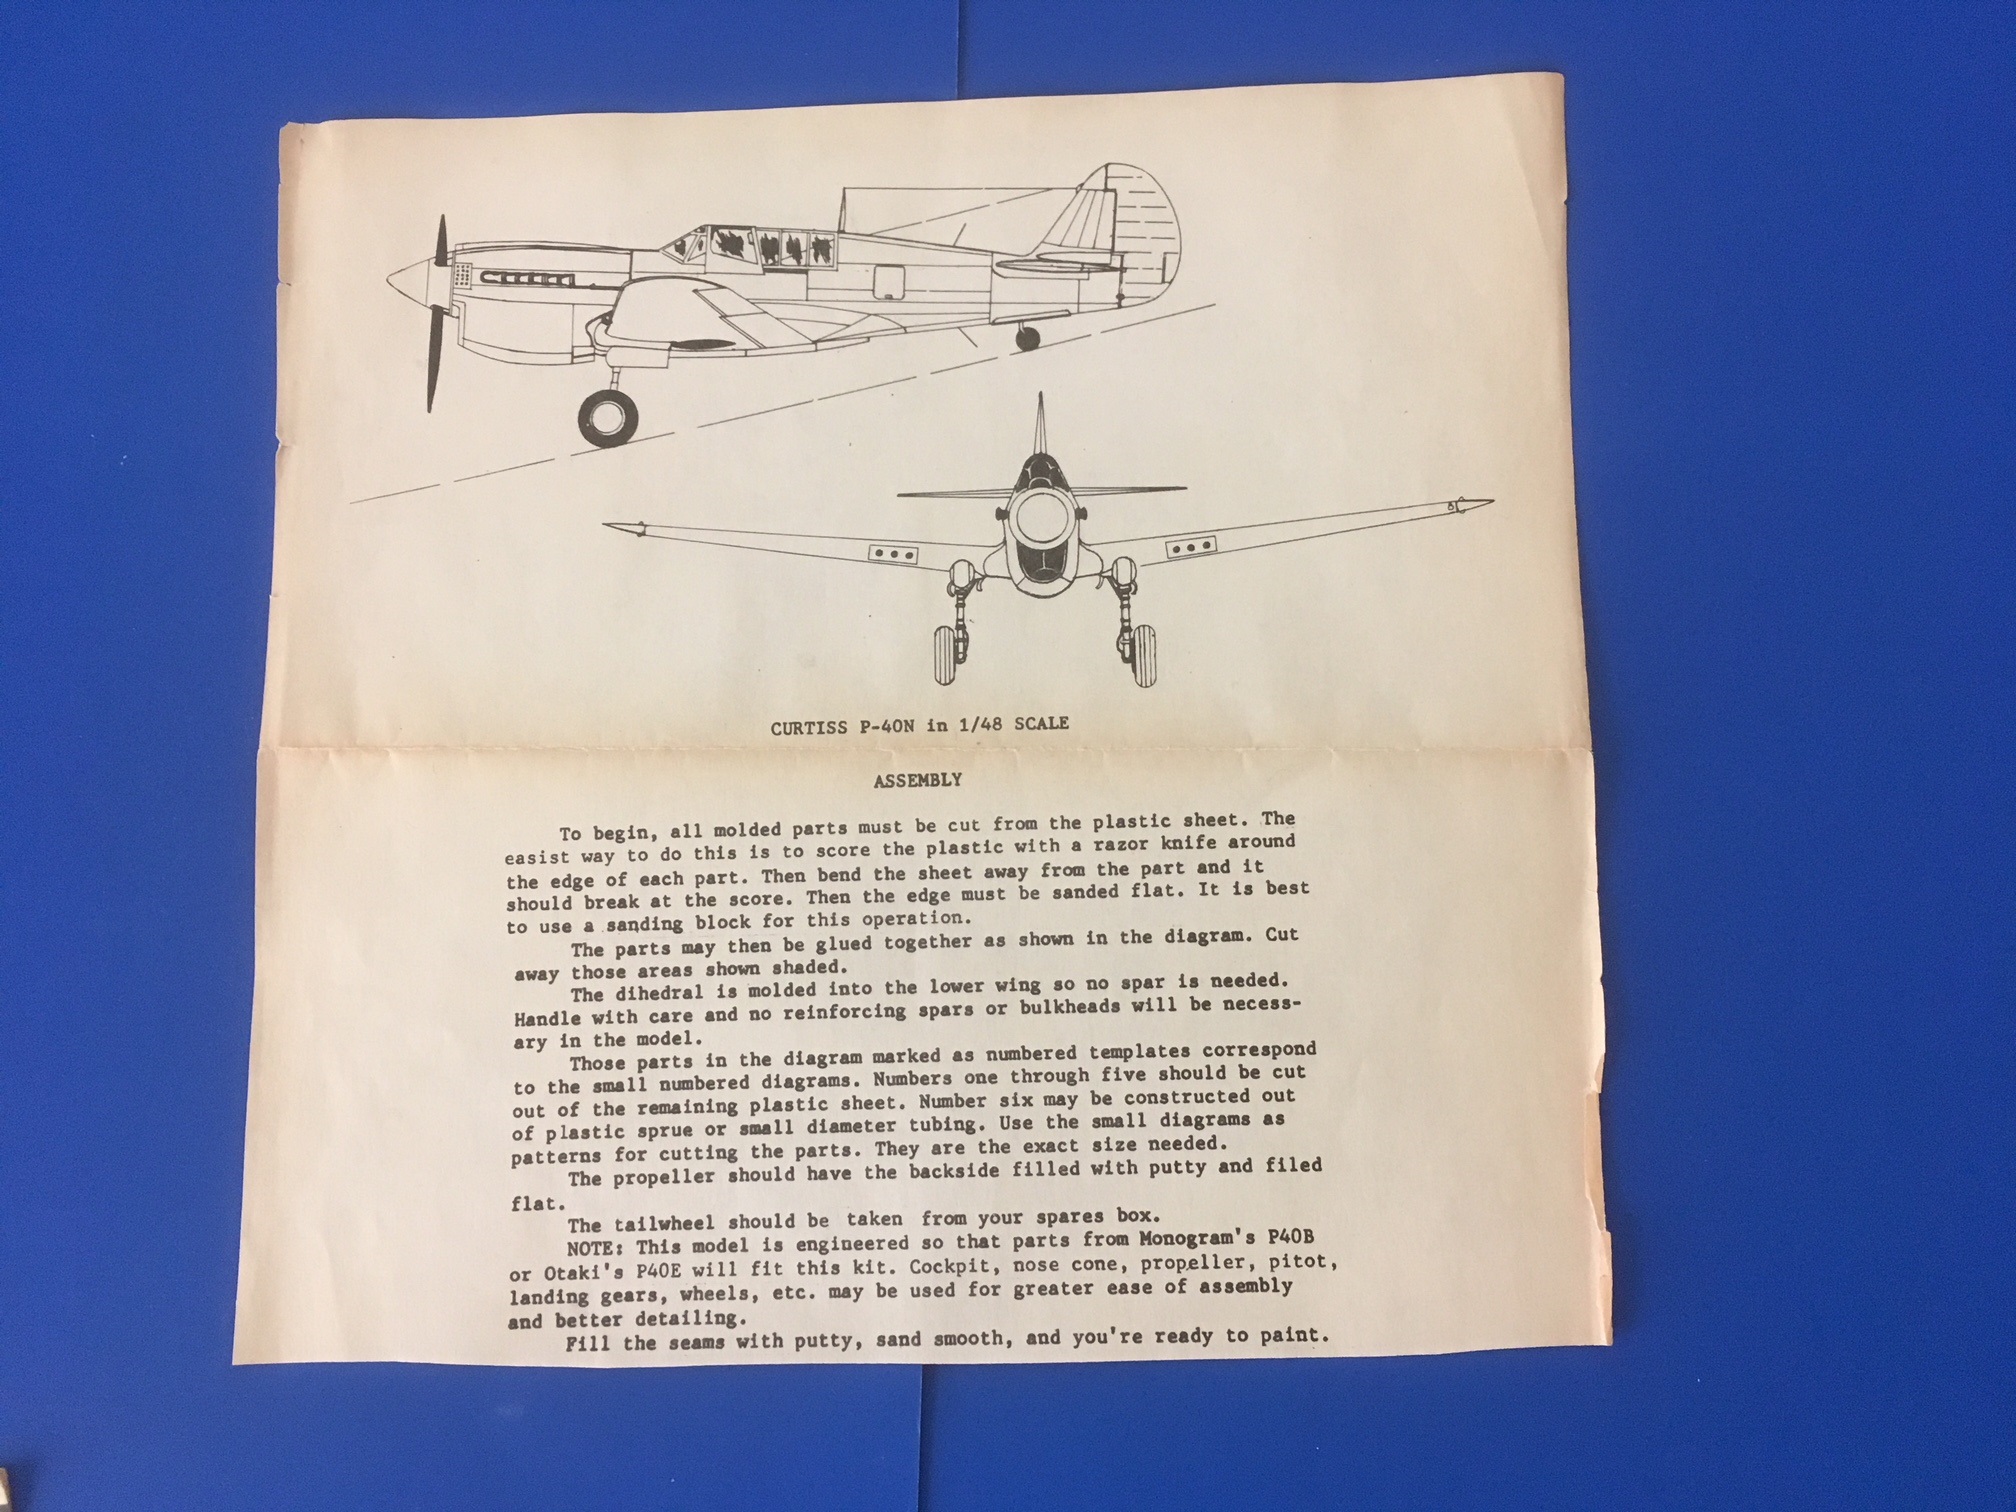 CURTISS P-40N in 1/48 SCALE
ASSEMBLY
To begin, all molded parts must be cut from the plastic sheet. The
easist way to do this is to score the plastic with a razor knife around
the edge of each part. Then bend the sheet away from the part and it
should break at the score. Then the edge must be sanded flat. It is best
to use a sanding block for this operation.
The parts may then be glued together as shown in the diagram. Cut
away those areas shown shaded.
The dihedral is molded into the lower wing so no spar is needed.
Handle with care and no reinforcing spars or bulkheads will be necess-
ary in the model.
Those parts in the diagram marked as numbered templates correspond
to the small numbered diagrams. Numbers one through five should be cut
out of the remaining plastic sheet. Number six may be constructed out
of plastic sprue or small diameter tubing. Use the small diagrams as
patterns for cutting the parts. They are the exact size needed.
The propeller should have the backside filled with putty and filed
flat.
The tailwheel should be taken from your spares box.
NOTE: This model is engineered so that parts from Monogram's P40B
or Otaki's P40E will fit this kit. Cockpit, nose cone, propeller, pitot,
landing gears, wheels, etc. may be used for greater ease of assembly
and better detailing.
Fill the seams with putty, sand smooth, and you're ready to paint.